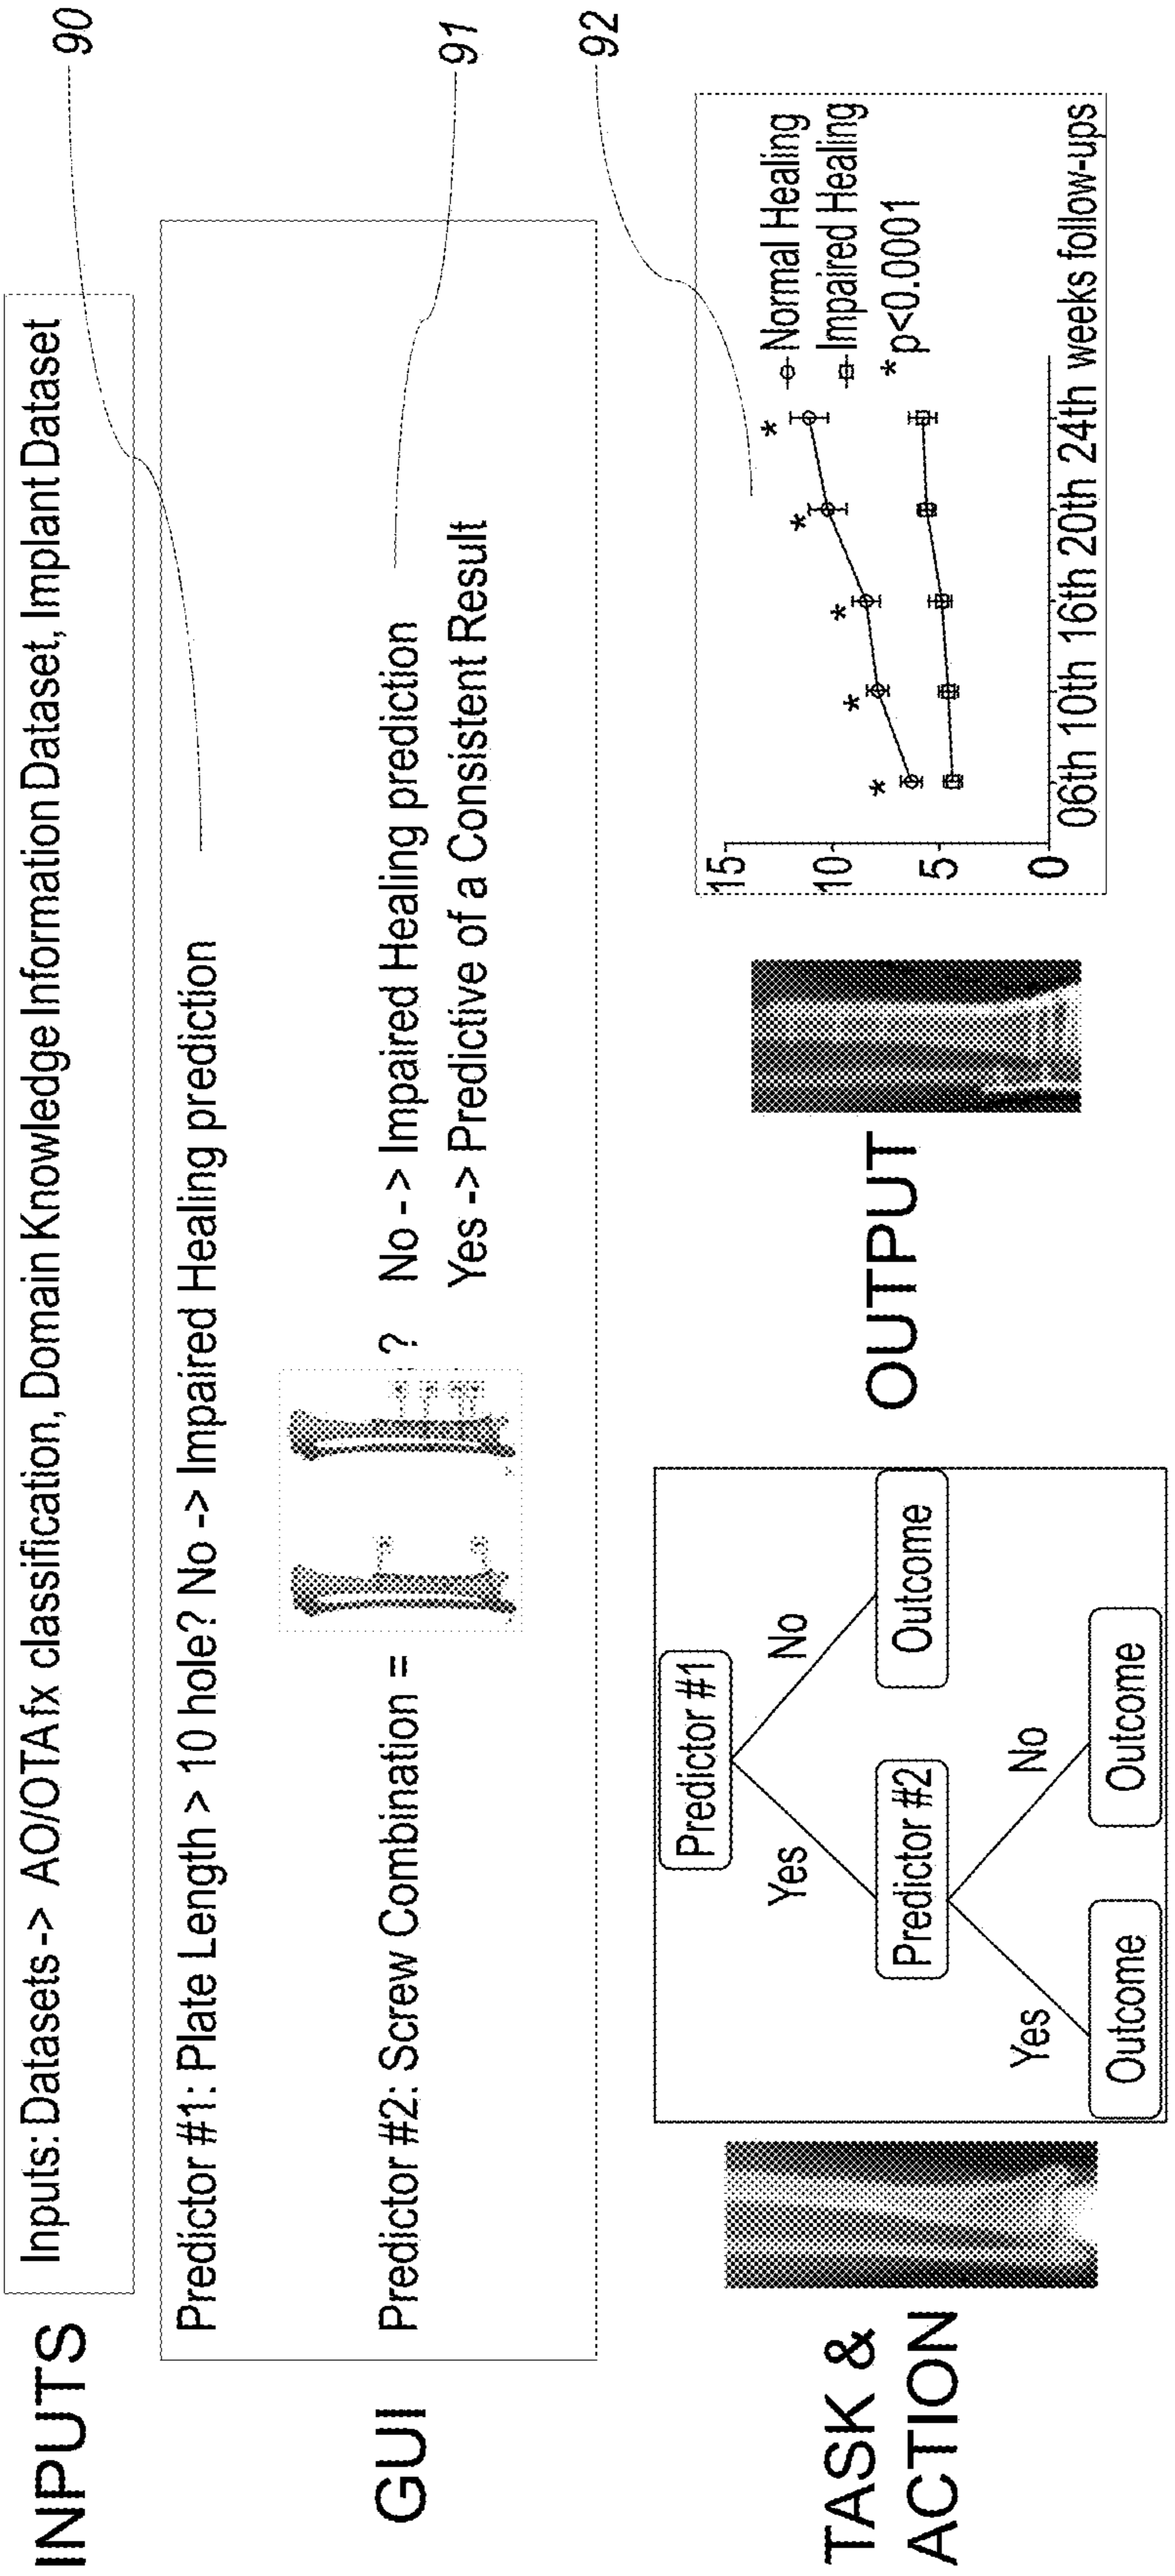 INPUTS
Inputs: Datasets -> AO/OTA fx classification, Domain Knowledge Information Dataset, Implant Dataset
90
GUI
Predictor #1: Plate Length > 10 hole? No -> Impaired Healing prediction
Predictor #2: Screw Combination =
? No -> Impaired Healing prediction
Yes -> Predictive of a Consistent Result
91
TASK &
ACTION
Predictor #1
Yes
No
Predictor #2
Outcome
Yes
No
Outcome
Outcome
OUTPUT
92
15
10
5
0
* * * * *
Normal Healing
Impaired Healing
* p<0.0001
06th 10th 16th 20th 24th weeks follow-ups